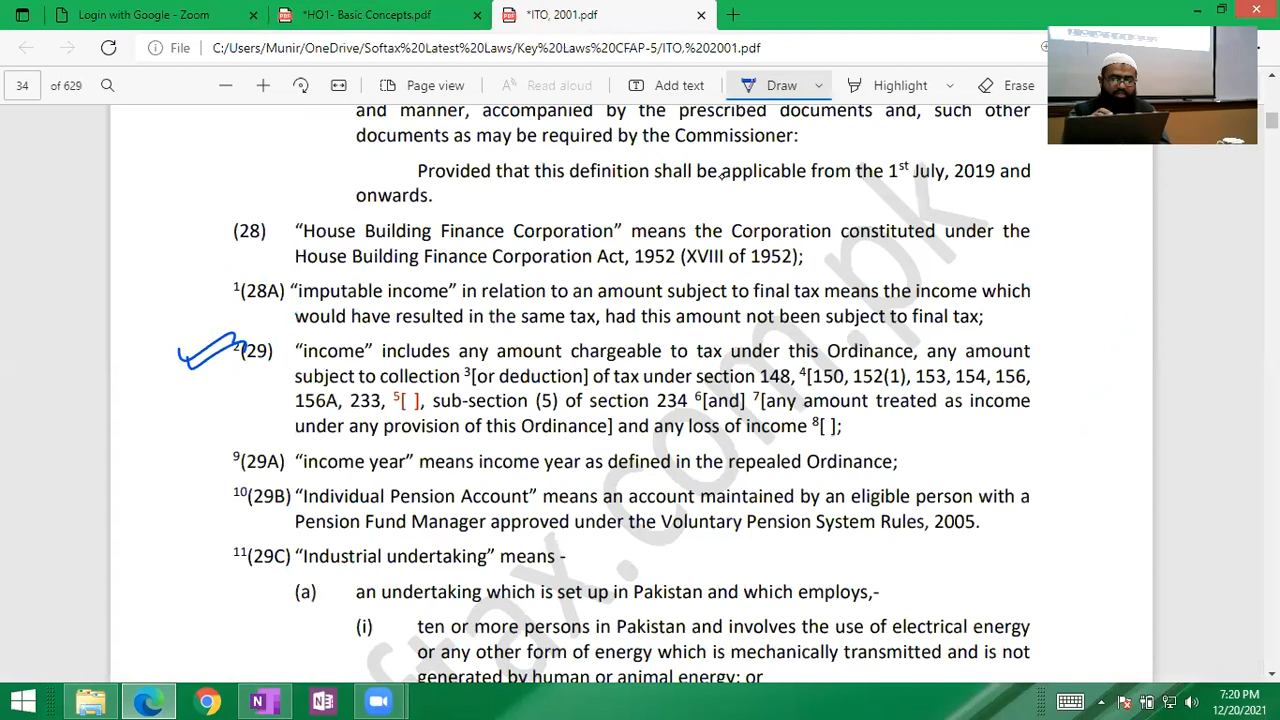 Login with Google - Zoom
*HO1- Basic Concepts.pdf
*ITO, 2001.pdf
File
C:/Users/Munir/OneDrive/Softax%20Latest%20Laws/Key%20Laws%20CFAP-5/ITO,%202001.pdf
34 of 629
Page view
Read aloud
Add text
Draw
Highlight
Erase
and manner, accompanied by the prescribed documents and, such other
documents as may be required by the Commissioner:
Provided that this definition shall be applicable from the 1st July, 2019 and
onwards.
(28) “House Building Finance Corporation” means the Corporation constituted under the
House Building Finance Corporation Act, 1952 (XVIII of 1952);
1(28A) “imputable income” in relation to an amount subject to final tax means the income which
would have resulted in the same tax, had this amount not been subject to final tax;
2(29) “income” includes any amount chargeable to tax under this Ordinance, any amount
subject to collection 3[or deduction] of tax under section 148, 4[150, 152(1), 153, 154, 156,
156A, 233, 5[ ], sub-section (5) of section 234 6[and] 7[any amount treated as income
under any provision of this Ordinance] and any loss of income 8[ ];
9(29A) “income year” means income year as defined in the repealed Ordinance;
10(29B) “Individual Pension Account” means an account maintained by an eligible person with a
Pension Fund Manager approved under the Voluntary Pension System Rules, 2005.
11(29C) “Industrial undertaking” means -
(a) an undertaking which is set up in Pakistan and which employs,-
(i) ten or more persons in Pakistan and involves the use of electrical energy
or any other form of energy which is mechanically transmitted and is not
generated by human or animal energy; or
ftax.com.pk
7:20 PM
12/20/2021